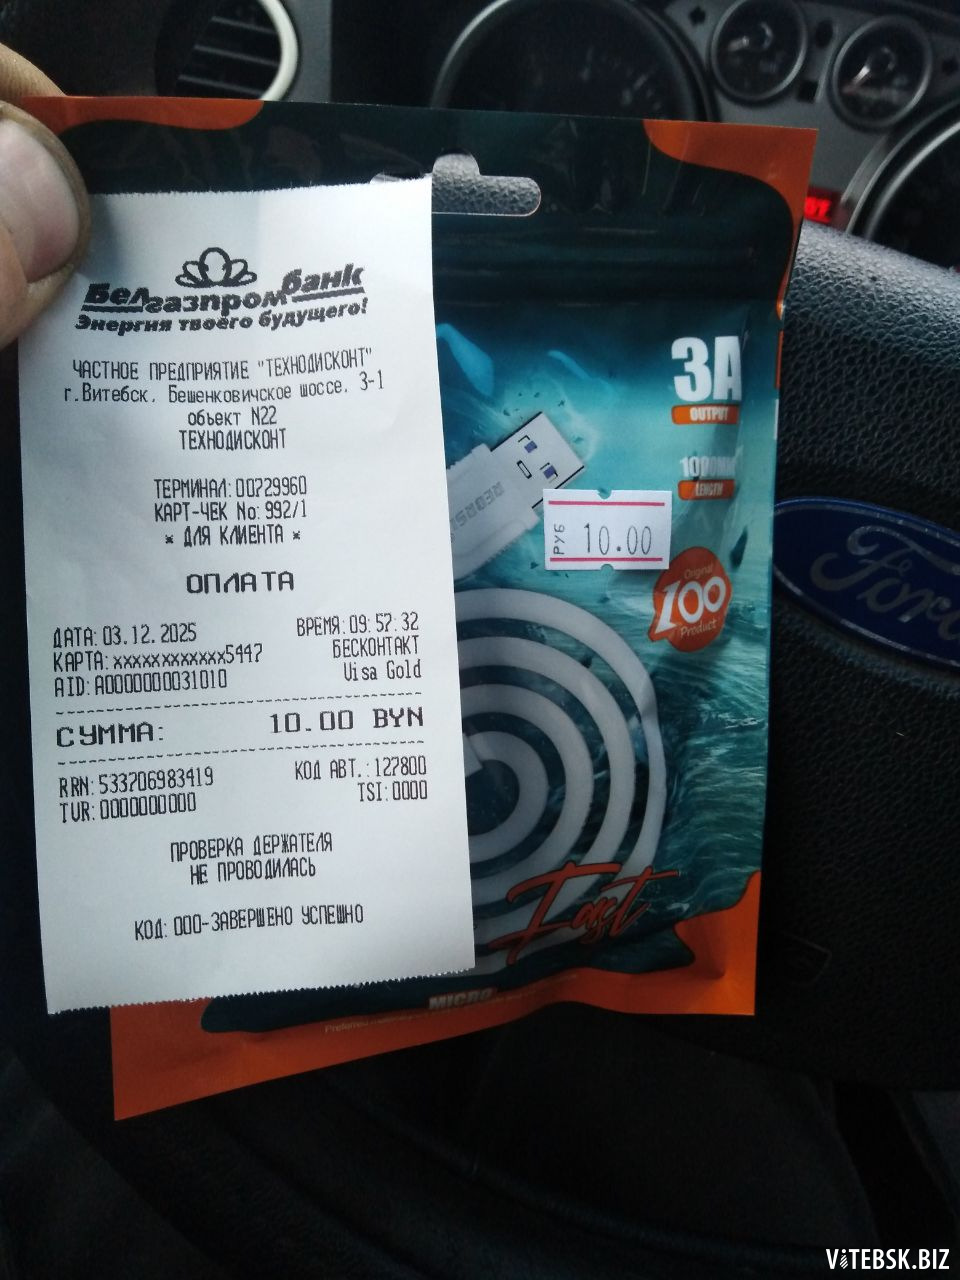 Белгазпромбанк
Энергия твоего будущего!
ЧАСТНОЕ ПРЕДПРИЯТИЕ "ТЕХНОДИСКОНТ"
г.Витебск, Бешенковичское шоссе, 3-1
объект N22
ТЕХНОДИСКОНТ
ТЕРМИНАЛ:00729960
КАРТ-ЧЕК No:992/1
* ДЛЯ КЛИЕНТА *
ОПЛАТА
ДАТА:03.12.2025 ВРЕМЯ:09:57:32
КАРТА:xxxxxxxxxxxx5447 БЕСКОНТАКТ
AID:A0000000031010 Visa Gold
СУММА: 10.00 BYN
RRN:533706983419 КОД АВТ.:127800
TVR:0000000000 TSI:0000
ПРОВЕРКА ДЕРЖАТЕЛЯ
НЕ ПРОВОДИЛАСЬ
КОД: 000-ЗАВЕРШЕНО УСПЕШНО
3A
OUTPUT
1000MM
LENGTH
РУБ 10.00
Original
100
Product
Fast
MICRO
Preferred
Ford
VITEBSK.BIZ